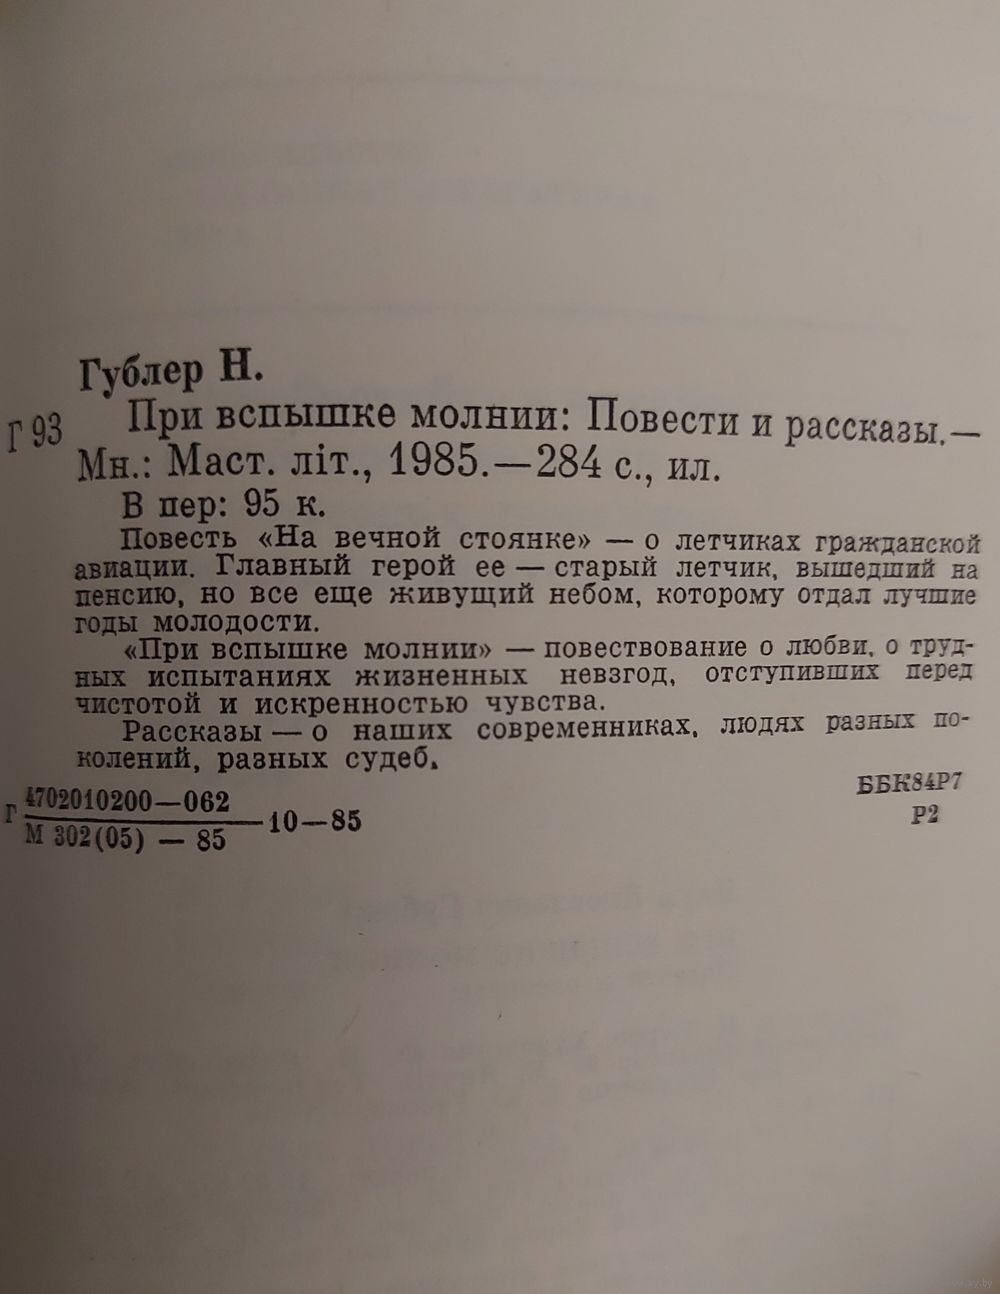 Гублер Н.
Г 93 При вспышке молнии: Повести и рассказы.—
Мн.: Маст. літ., 1985.—284 с., ил.
В пер: 95 к.
Повесть «На вечной стоянке» — о летчиках гражданской
авиации. Главный герой ее — старый летчик, вышедший на
пенсию, но все еще живущий небом, которому отдал лучшие
годы молодости.
«При вспышке молнии» — повествование о любви, о труд-
ных испытаниях жизненных невзгод, отступивших перед
чистотой и искренностью чувства.
Рассказы — о наших современниках, людях разных по-
колений, разных судеб.
ББК84Р7
Р2
Г 4702010200—062
М 302(05) — 85
10—85